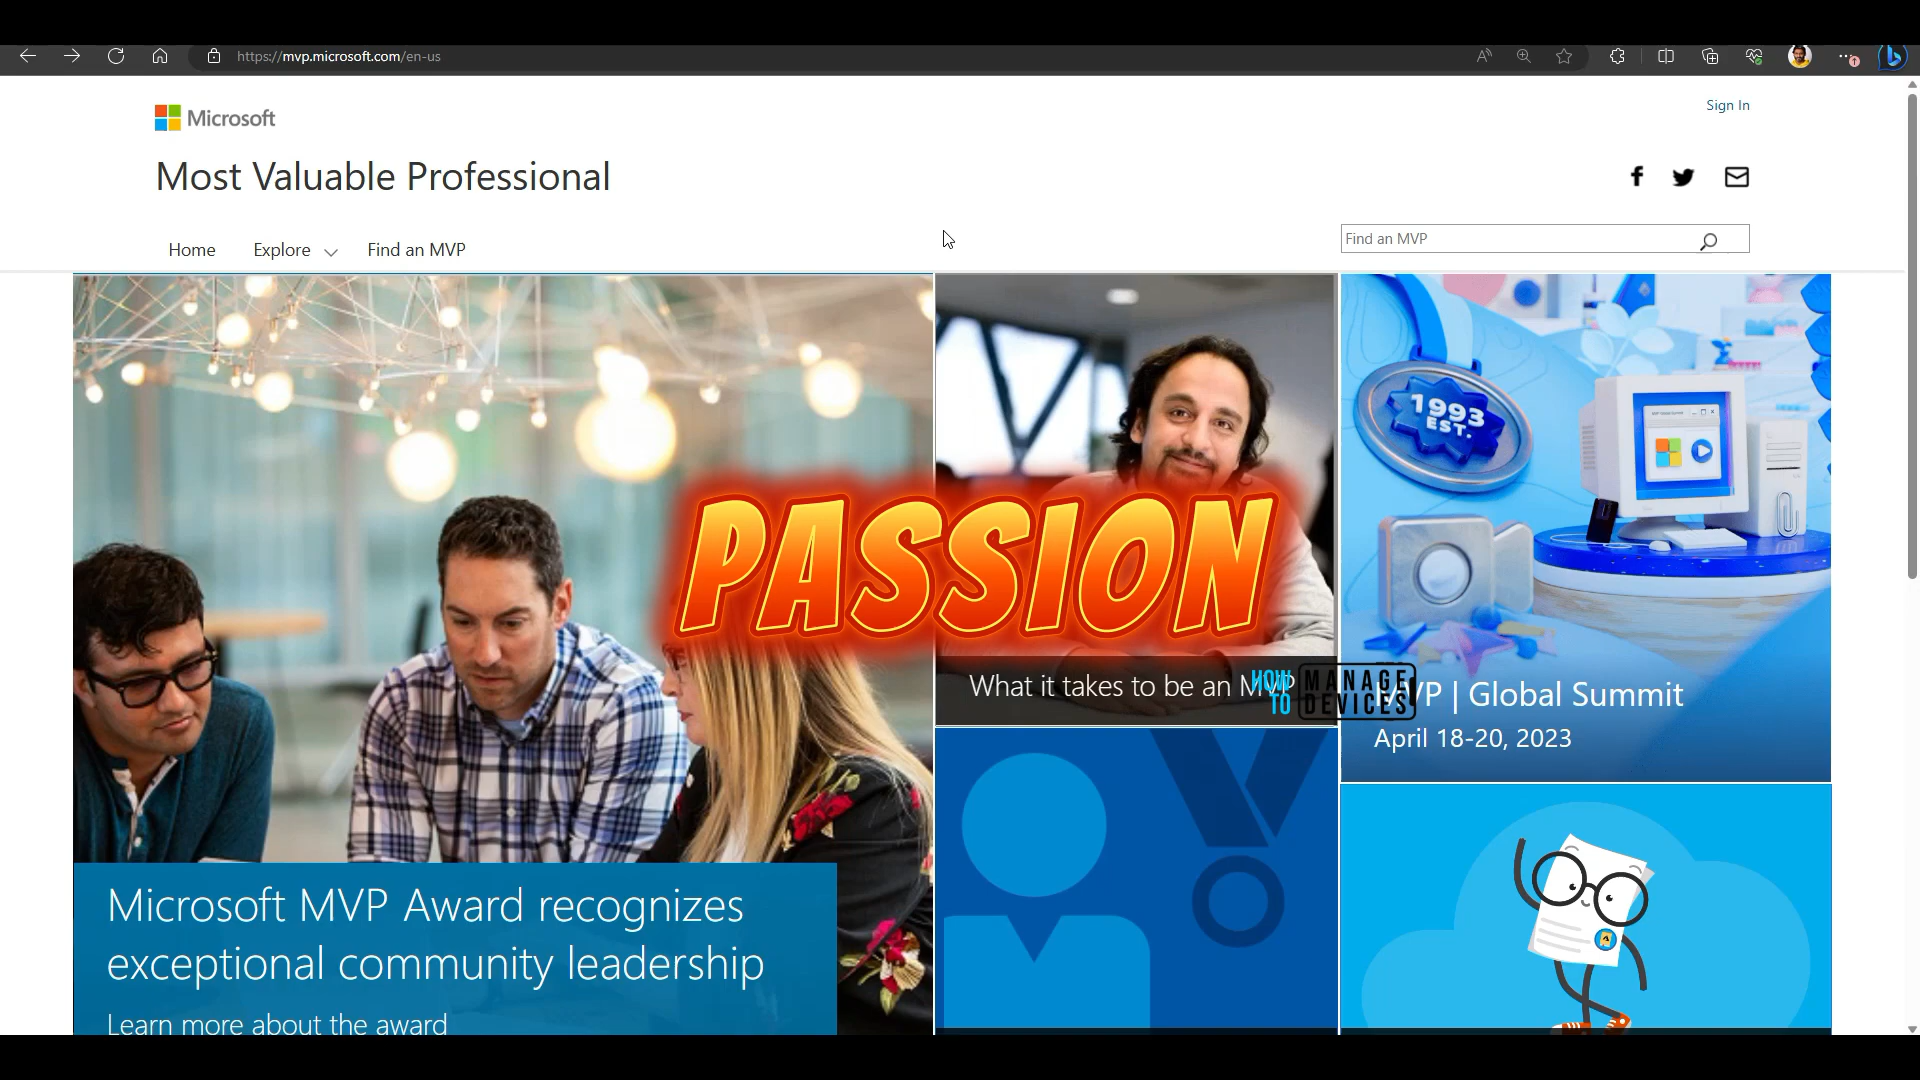 https://mvp.microsoft.com/en-us
Microsoft
Sign In
Most Valuable Professional
Home
Explore
Find an MVP
Find an MVP
1993
EST.
PASSION
What it takes to be an MVP
HOW
TO
MANAGE
DEVICES
MVP | Global Summit
April 18-20, 2023
Microsoft MVP Award recognizes
exceptional community leadership
Learn more about the award